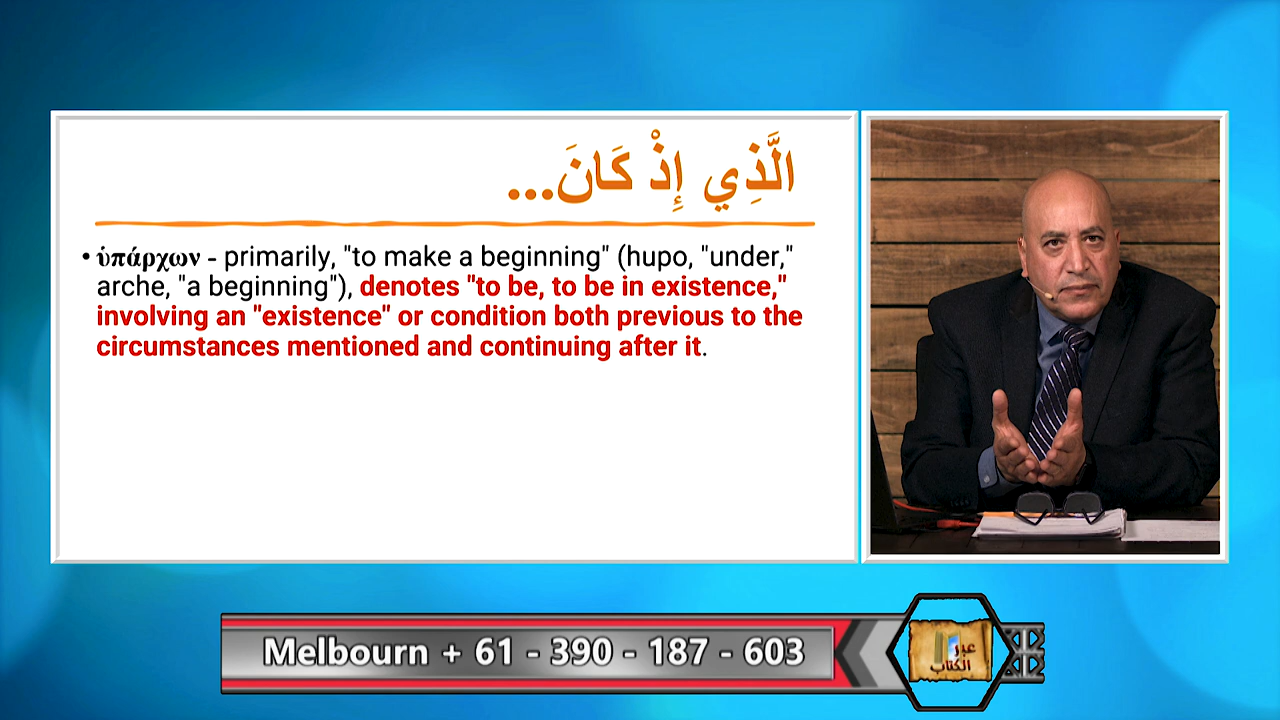 الَّذِي إِذْ كَانَ...
• ὑπάρχων - primarily, "to make a beginning" (hupo, "under,"
arche, "a beginning"), denotes "to be, to be in existence,"
involving an "existence" or condition both previous to the
circumstances mentioned and continuing after it.
Melbourn + 61 - 390 - 187 - 603
عبر
الكتاب